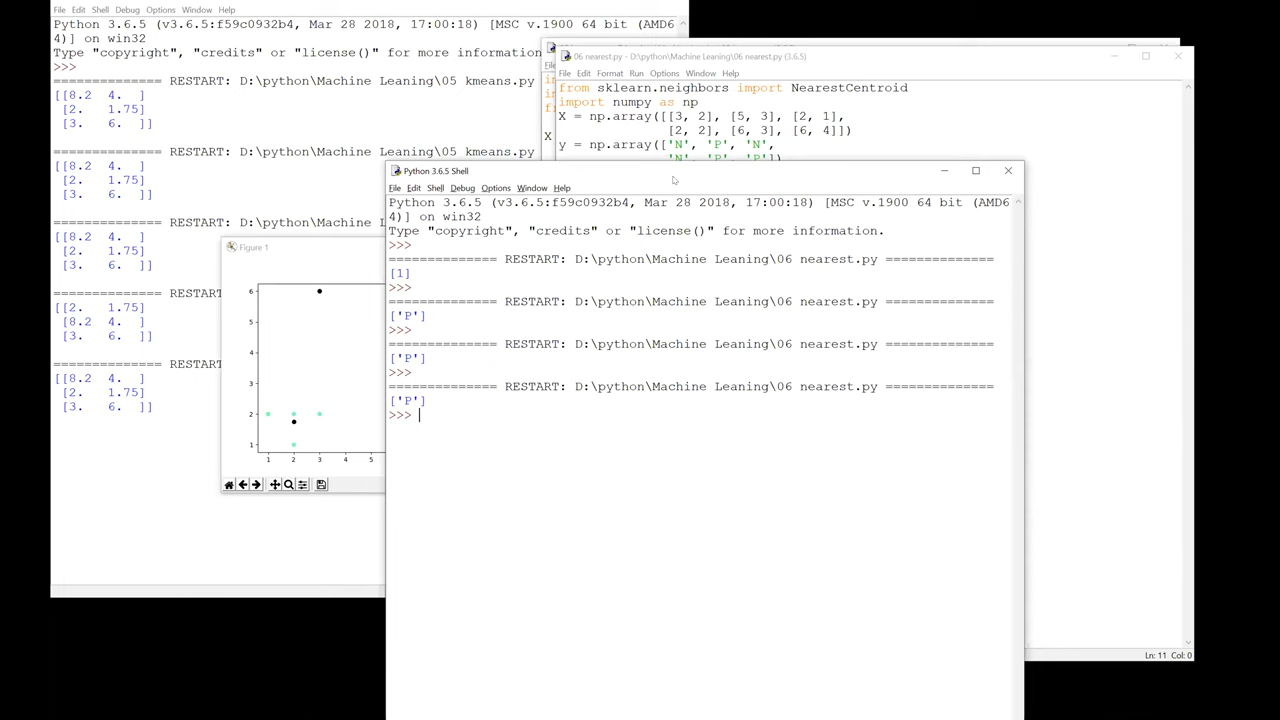 File Edit Shell Debug Options Window Help
Python 3.6.5 (v3.6.5:f59c0932b4, Mar 28 2018, 17:00:18) [MSC v.1900 64 bit (AMD6
4)] on win32
Type "copyright", "credits" or "license()" for more information
>>>
============= RESTART: D:\python\Machine Leaning\05 kmeans.py
[[8.2  4.  ]
 [2.   1.75]
 [3.   6.  ]]
============= RESTART: D:\python\Machine Leaning\05 kmeans.py
[[8.2  4.  ]
 [2.   1.75]
 [3.   6.  ]]
============= RESTART: D:\python\Machine L
[[8.2  4.  ]
 [2.   1.75]
 [3.   6.  ]]
============= RESTART
[[2.   1.75]
 [8.2  4.  ]
 [3.   6.  ]]
============= RESTART
[[8.2  4.  ]
 [2.   1.75]
 [3.   6.  ]]
Figure 1
6
5
4
3
2
1
1 2 3 4 5
06 nearest.py - D:\python\Machine Leaning\06 nearest.py (3.6.5)
File Edit Format Run Options Window Help
from sklearn.neighbors import NearestCentroid
import numpy as np
X = np.array([[3, 2], [5, 3], [2, 1],
              [2, 2], [6, 3], [6, 4]])
y = np.array(['N', 'P', 'N',
              'N', 'P', 'P'])
X
Ln: 11 Col: 0
Python 3.6.5 Shell
File Edit Shell Debug Options Window Help
Python 3.6.5 (v3.6.5:f59c0932b4, Mar 28 2018, 17:00:18) [MSC v.1900 64 bit (AMD6
4)] on win32
Type "copyright", "credits" or "license()" for more information.
>>>
============= RESTART: D:\python\Machine Leaning\06 nearest.py =============
[1]
>>>
============= RESTART: D:\python\Machine Leaning\06 nearest.py =============
['P']
>>>
============= RESTART: D:\python\Machine Leaning\06 nearest.py =============
['P']
>>>
============= RESTART: D:\python\Machine Leaning\06 nearest.py =============
['P']
>>>